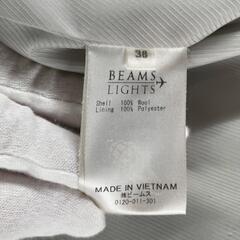 38
BEAMS
LIGHTS
Shell 100% Wool
Lining 100% Polyester
MADE IN VIETNAM
㈱ビームス
0120-011-301